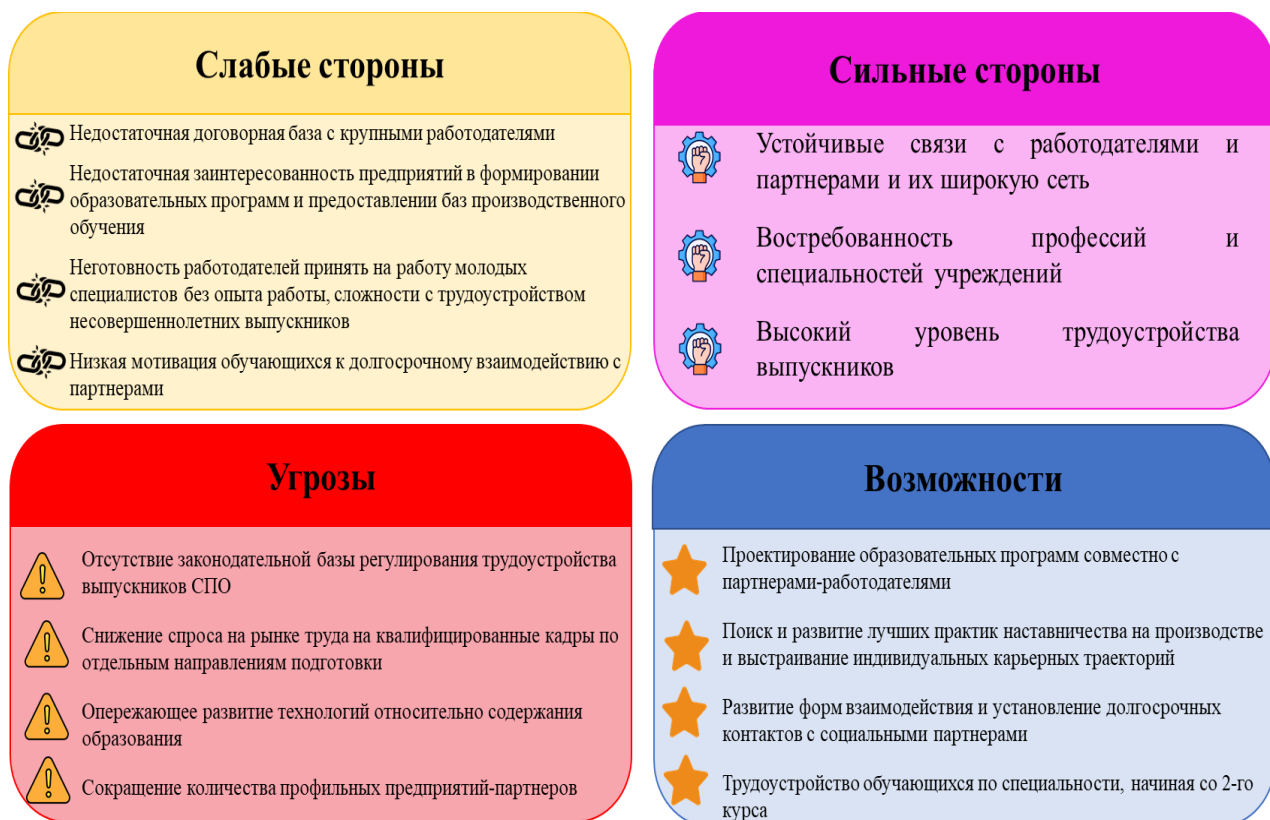 Слабые стороны
Недостаточная договорная база с крупными работодателями
Недостаточная заинтересованность предприятий в формировании
образовательных программ и предоставлении баз производственного
обучения
Неготовность работодателей принять на работу молодых
специалистов без опыта работы, сложности с трудоустройством
несовершеннолетних выпускников
Низкая мотивация обучающихся к долгосрочному взаимодействию с
партнерами
Сильные стороны
Устойчивые связи с работодателями и
партнерами и их широкую сеть
Востребованность профессий и
специальностей учреждений
Высокий уровень трудоустройства
выпускников
Угрозы
Отсутствие законодательной базы регулирования трудоустройства
выпускников СПО
Снижение спроса на рынке труда на квалифицированные кадры по
отдельным направлениям подготовки
Опережающее развитие технологий относительно содержания
образования
Сокращение количества профильных предприятий-партнеров
Возможности
Проектирование образовательных программ совместно с
партнерами-работодателями
Поиск и развитие лучших практик наставничества на производстве
и выстраивание индивидуальных карьерных траекторий
Развитие форм взаимодействия и установление долгосрочных
контактов с социальными партнерами
Трудоустройство обучающихся по специальности, начиная со 2-го
курса